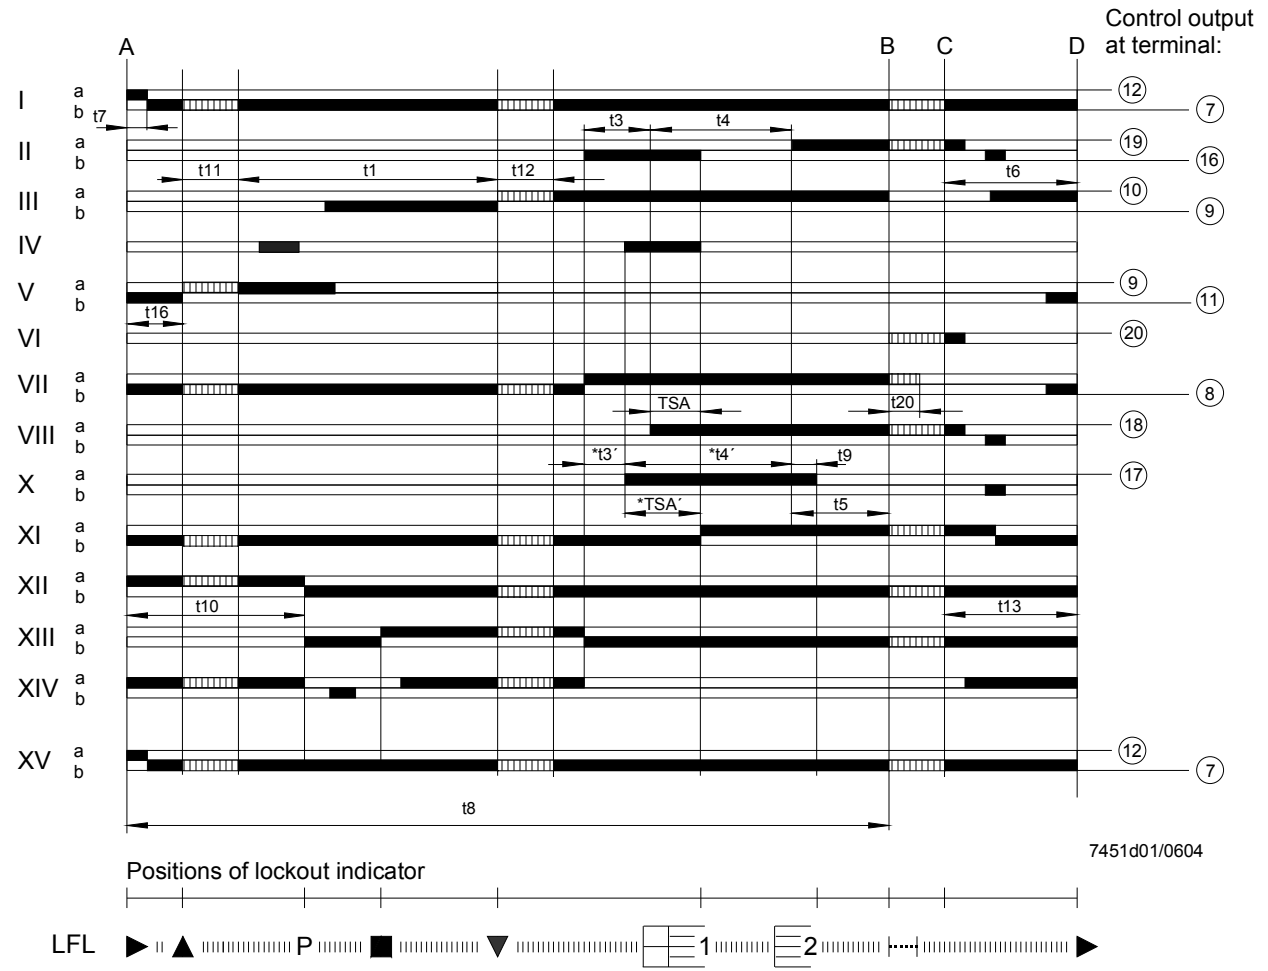 Control output
at terminal:
A B C D
I a 12
b 7
t7
t3 t4
II a 19
b 16
t11 t1 t12 t6
III a 10
b 9
IV
V a 9
b 11
t16
VI 20
VII a
b 8
TSA t20
VIII a 18
b
*t3´ *t4´ t9
X a 17
b
*TSA´ t5
XI a
b
XII a
b
t10 t13
XIII a
b
XIV a
b
XV a 12
b 7
t8
7451d01/0604
Positions of lockout indicator
LFL P 1 2